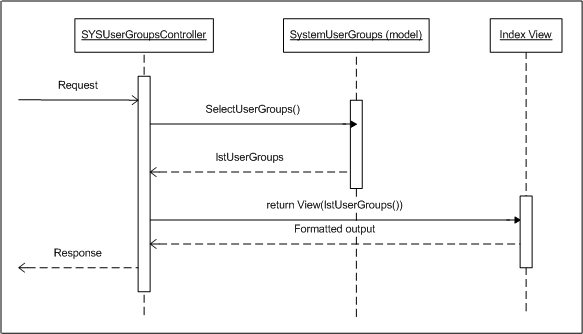 SYSUserGroupsController
SystemUserGroups (model)
Index View
Request
SelectUserGroups()
lstUserGroups
return View(lstUserGroups())
Formatted output
Response